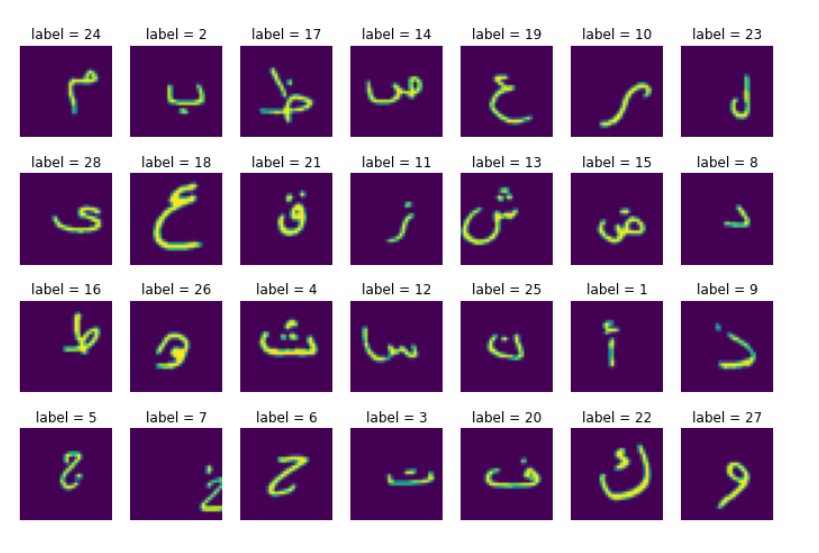 label = 24 label = 2 label = 17 label = 14 label = 19 label = 10 label = 23
م ب ظ ص ع ر ل
label = 28 label = 18 label = 21 label = 11 label = 13 label = 15 label = 8
ى ع ق ز ش ض د
label = 16 label = 26 label = 4 label = 12 label = 25 label = 1 label = 9
ط ث س ن أ ذ
label = 5 label = 7 label = 6 label = 3 label = 20 label = 22 label = 27
ج خ ح ت ف ك و